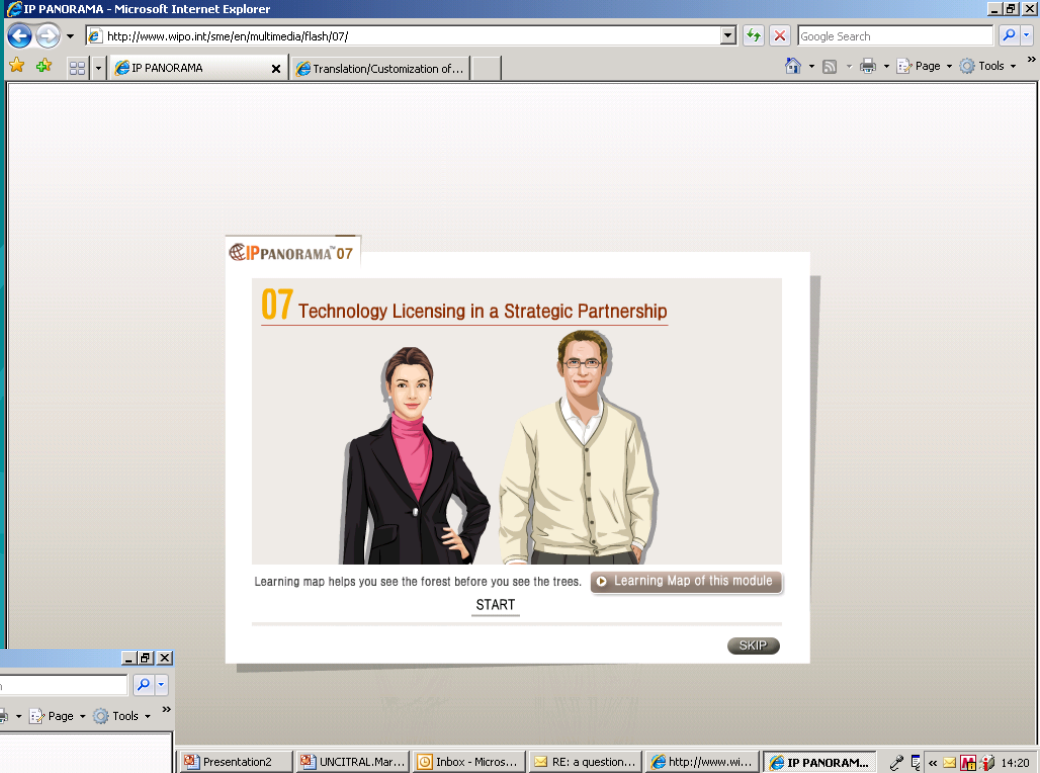 IP PANORAMA - Microsoft Internet Explorer
http://www.wipo.int/sme/en/multimedia/flash/07/
Google Search
IP PANORAMA
Translation/Customization of...
Page
Tools
IPPANORAMA™ 07
07 Technology Licensing in a Strategic Partnership
Learning map helps you see the forest before you see the trees.
Learning Map of this module
START
SKIP
Page
Tools
Presentation2
UNCITRAL.Mar...
Inbox - Micros...
RE: a question...
http://www.wi...
IP PANORAM...
14:20